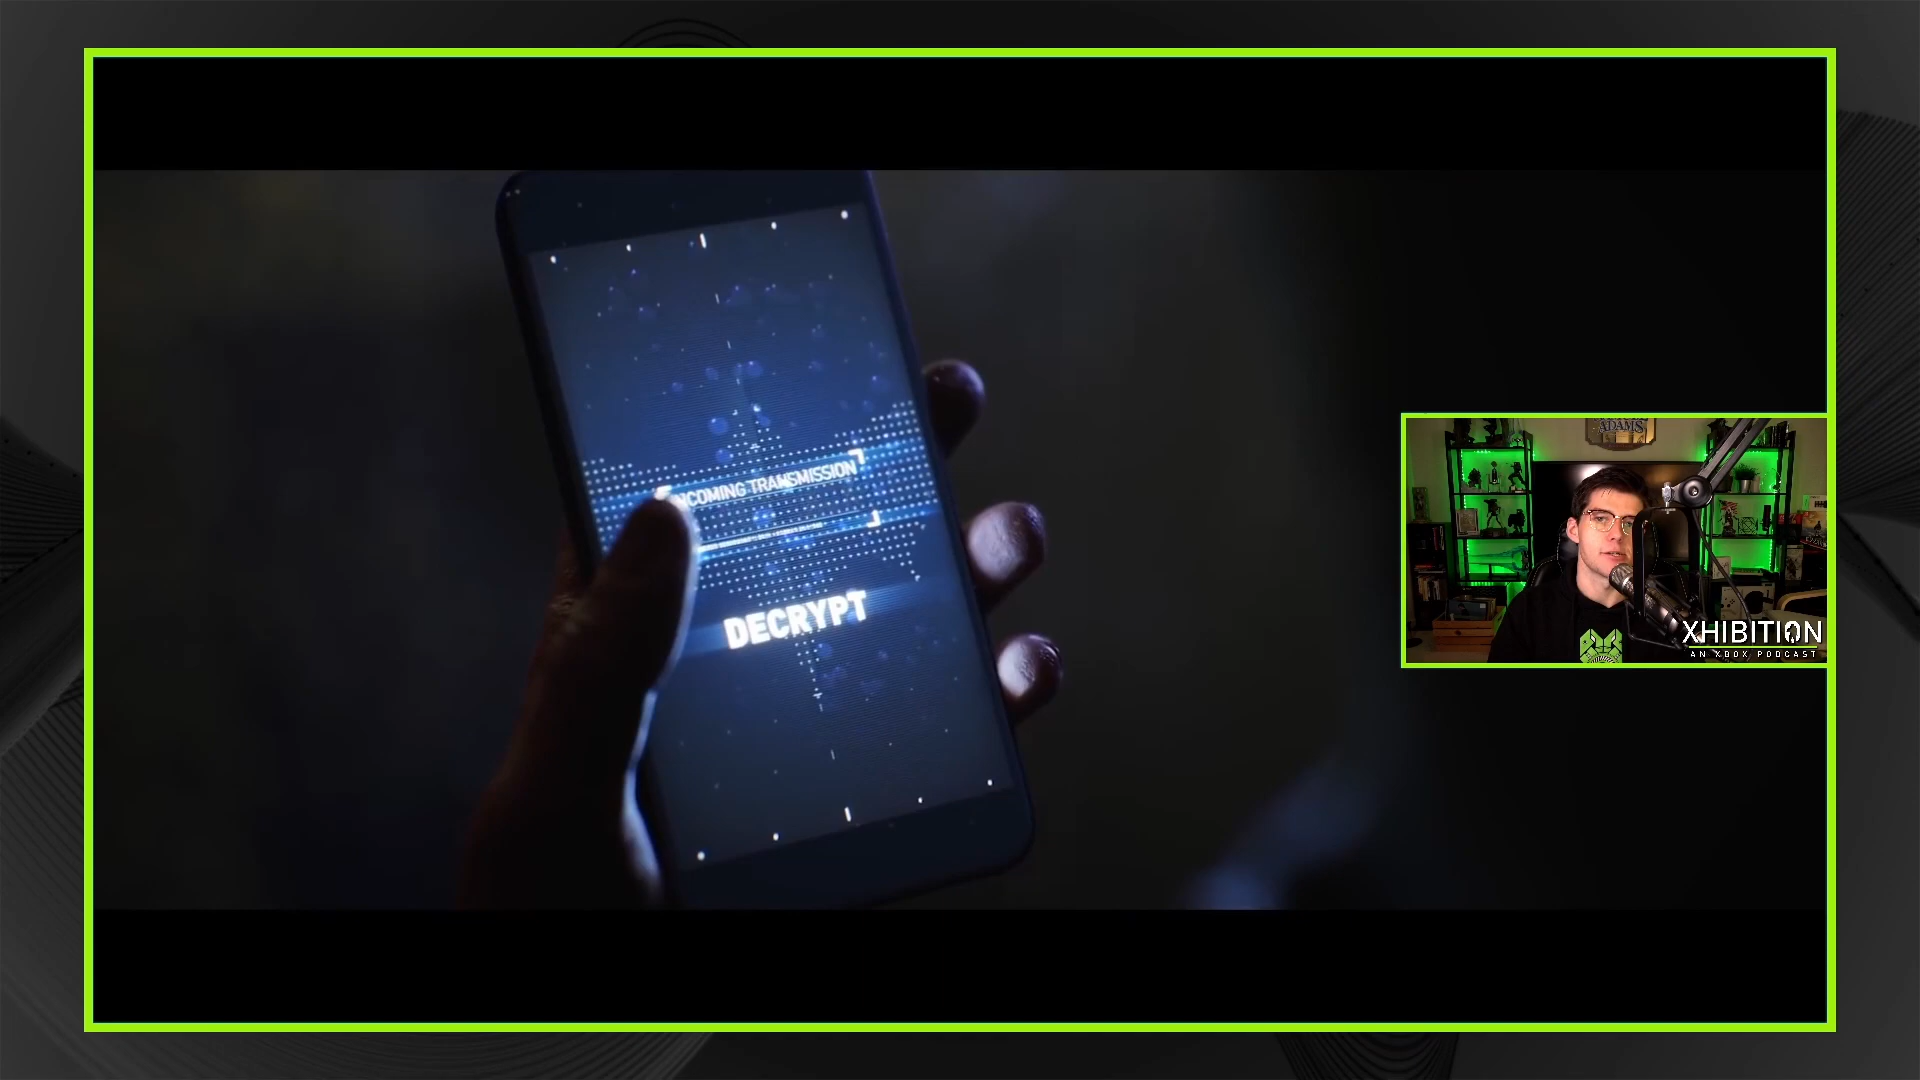 INCOMING TRANSMISSION
DECRYPT
ADAMS
XHIBITION
AN XBOX PODCAST